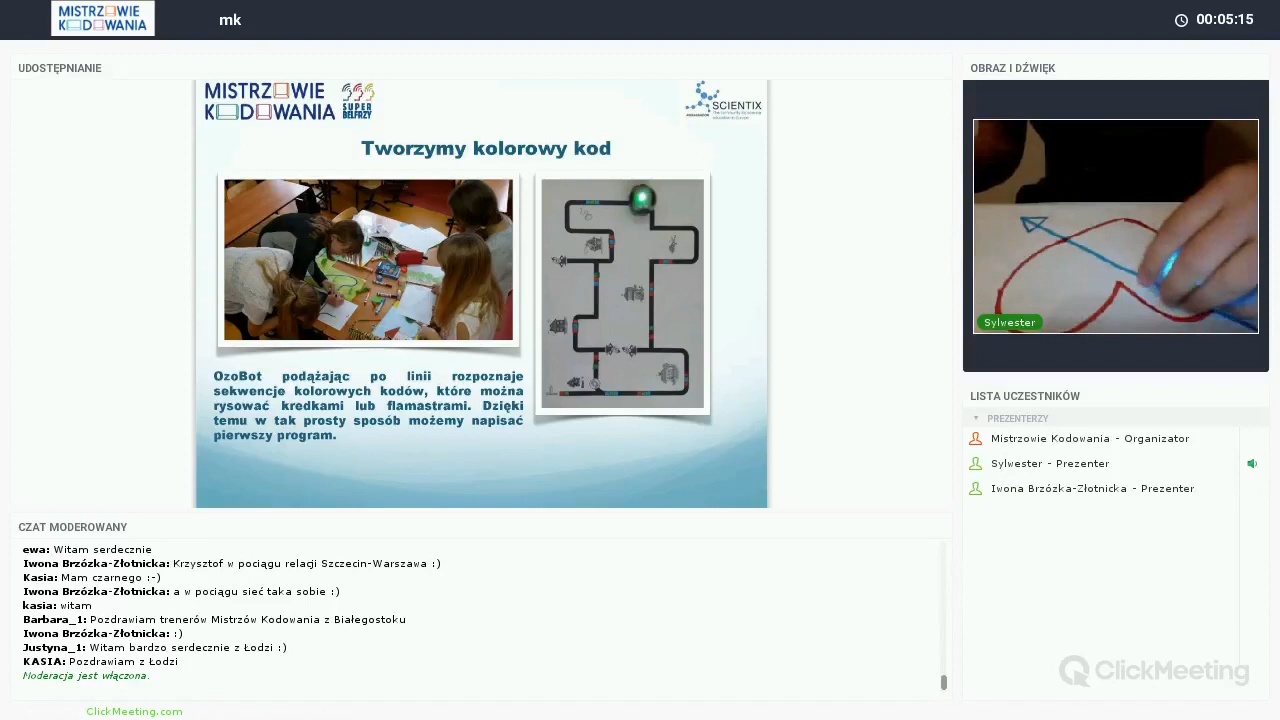 MISTRZOWIE
KODOWANIA
mk
00:05:15
UDOSTĘPNIANIE
MISTRZOWIE
KODOWANIA
SUPER
BELFRZY
SCIENTIX
Tworzymy kolorowy kod
OzoBot podążając po linii rozpoznaje
sekwencje kolorowych kodów, które można
rysować kredkami lub flamastrami. Dzięki
temu w tak prosty sposób możemy napisać
pierwszy program.
OBRAZ I DŹWIĘK
Sylwester
LISTA UCZESTNIKÓW
PREZENTERZY
Mistrzowie Kodowania - Organizator
Sylwester - Prezenter
Iwona Brzózka-Złotnicka - Prezenter
CZAT MODEROWANY
ewa: Witam serdecznie
Iwona Brzózka-Złotnicka: Krzysztof w pociągu relacji Szczecin-Warszawa :)
Kasia: Mam czarnego :-)
Iwona Brzózka-Złotnicka: a w pociągu sieć taka sobie :)
kasia: witam
Barbara_1: Pozdrawiam trenerów Mistrzów Kodowania z Białegostoku
Iwona Brzózka-Złotnicka: :)
Justyna_1: Witam bardzo serdecznie z Łodzi :)
KASIA: Pozdrawiam z Łodzi
Moderacja jest włączona.
ClickMeeting
ClickMeeting.com